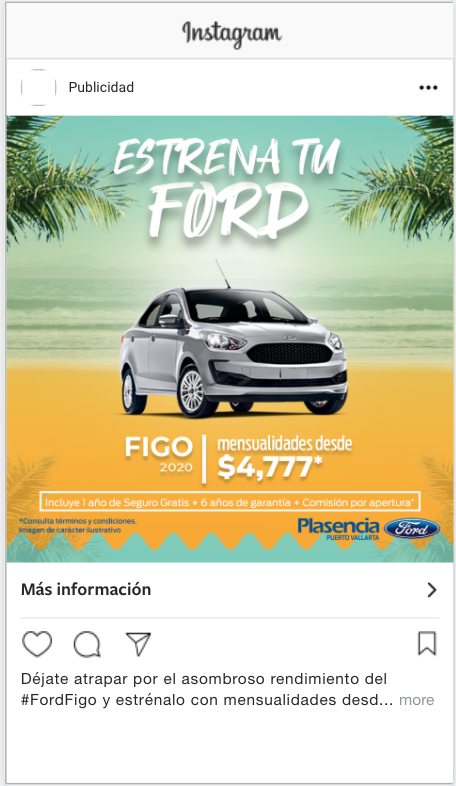 Instagram
Publicidad
ESTRENA TU
FORD
FIGO
2020
mensualidades desde
$4,777*
Incluye 1 año de Seguro Gratis + 6 años de garantía + Comisión por apertura*
*Consulta términos y condiciones.
Imagen de carácter ilustrativo
Plasencia
PUERTO VALLARTA
Ford
Más información
Déjate atrapar por el asombroso rendimiento del
#FordFigo y estrénalo con mensualidades desd... more